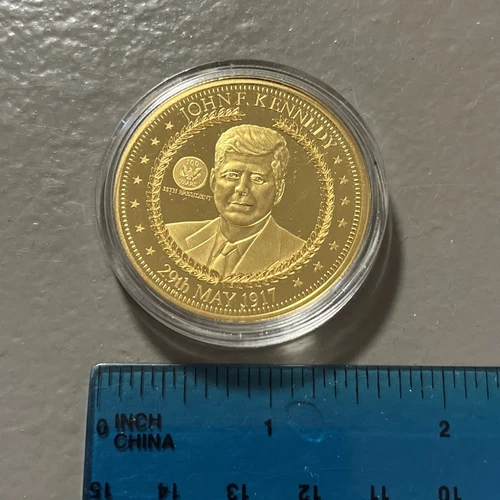 JOHN F. KENNEDY
35TH PRESIDENT
29th MAY 1917
0 INCH 1 2
CHINA
15 14 13 12 11 10